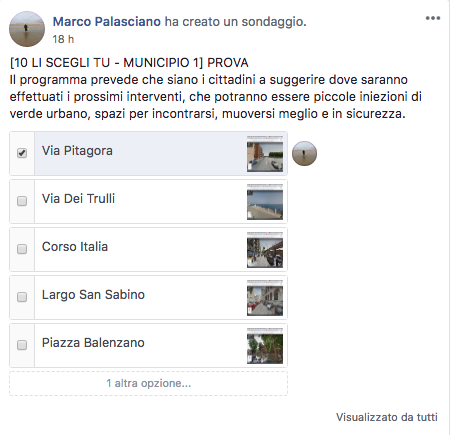 Marco Palasciano ha creato un sondaggio.
18 h
[10 LI SCEGLI TU - MUNICIPIO 1] PROVA
Il programma prevede che siano i cittadini a suggerire dove saranno
effettuati i prossimi interventi, che potranno essere piccole iniezioni di
verde urbano, spazi per incontrarsi, muoversi meglio e in sicurezza.
Via Pitagora
Via Dei Trulli
Corso Italia
Largo San Sabino
Piazza Balenzano
1 altra opzione...
Visualizzato da tutti